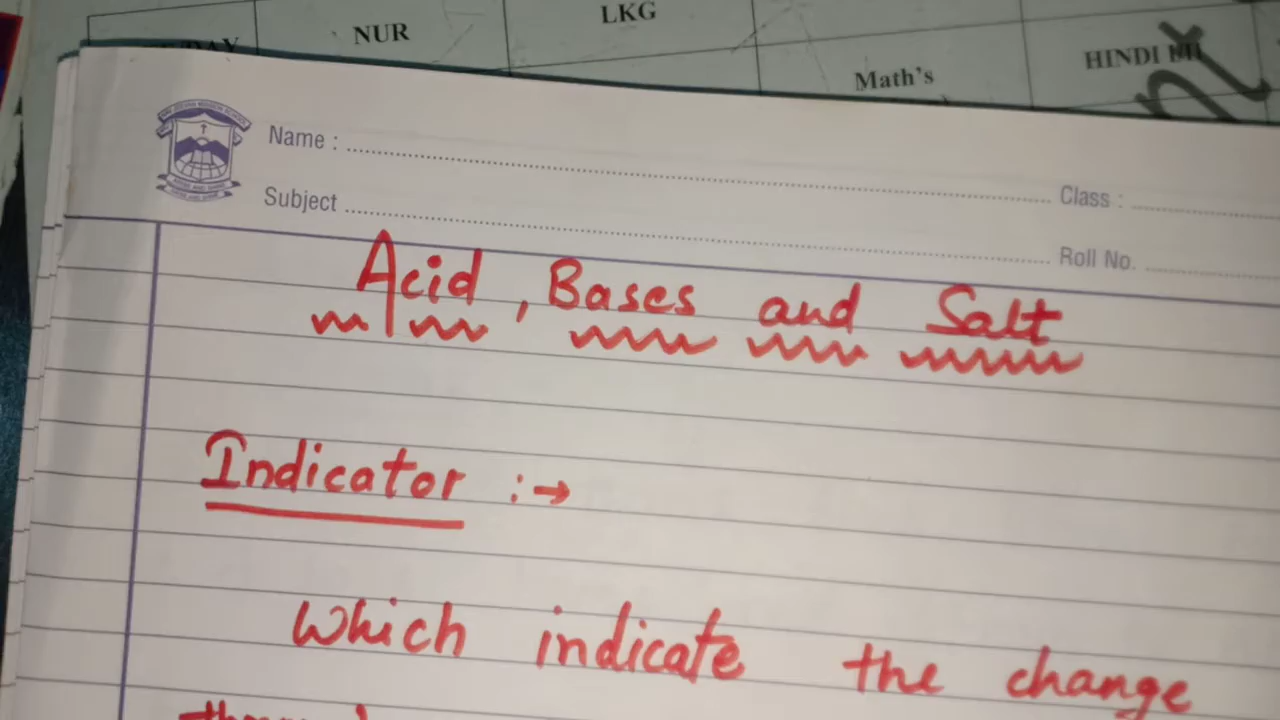 NUR LKG
Math's HINDI
Name : Class :
Subject Roll No.
Acid, Bases and Salt
Indicator :→
Which indicate the change